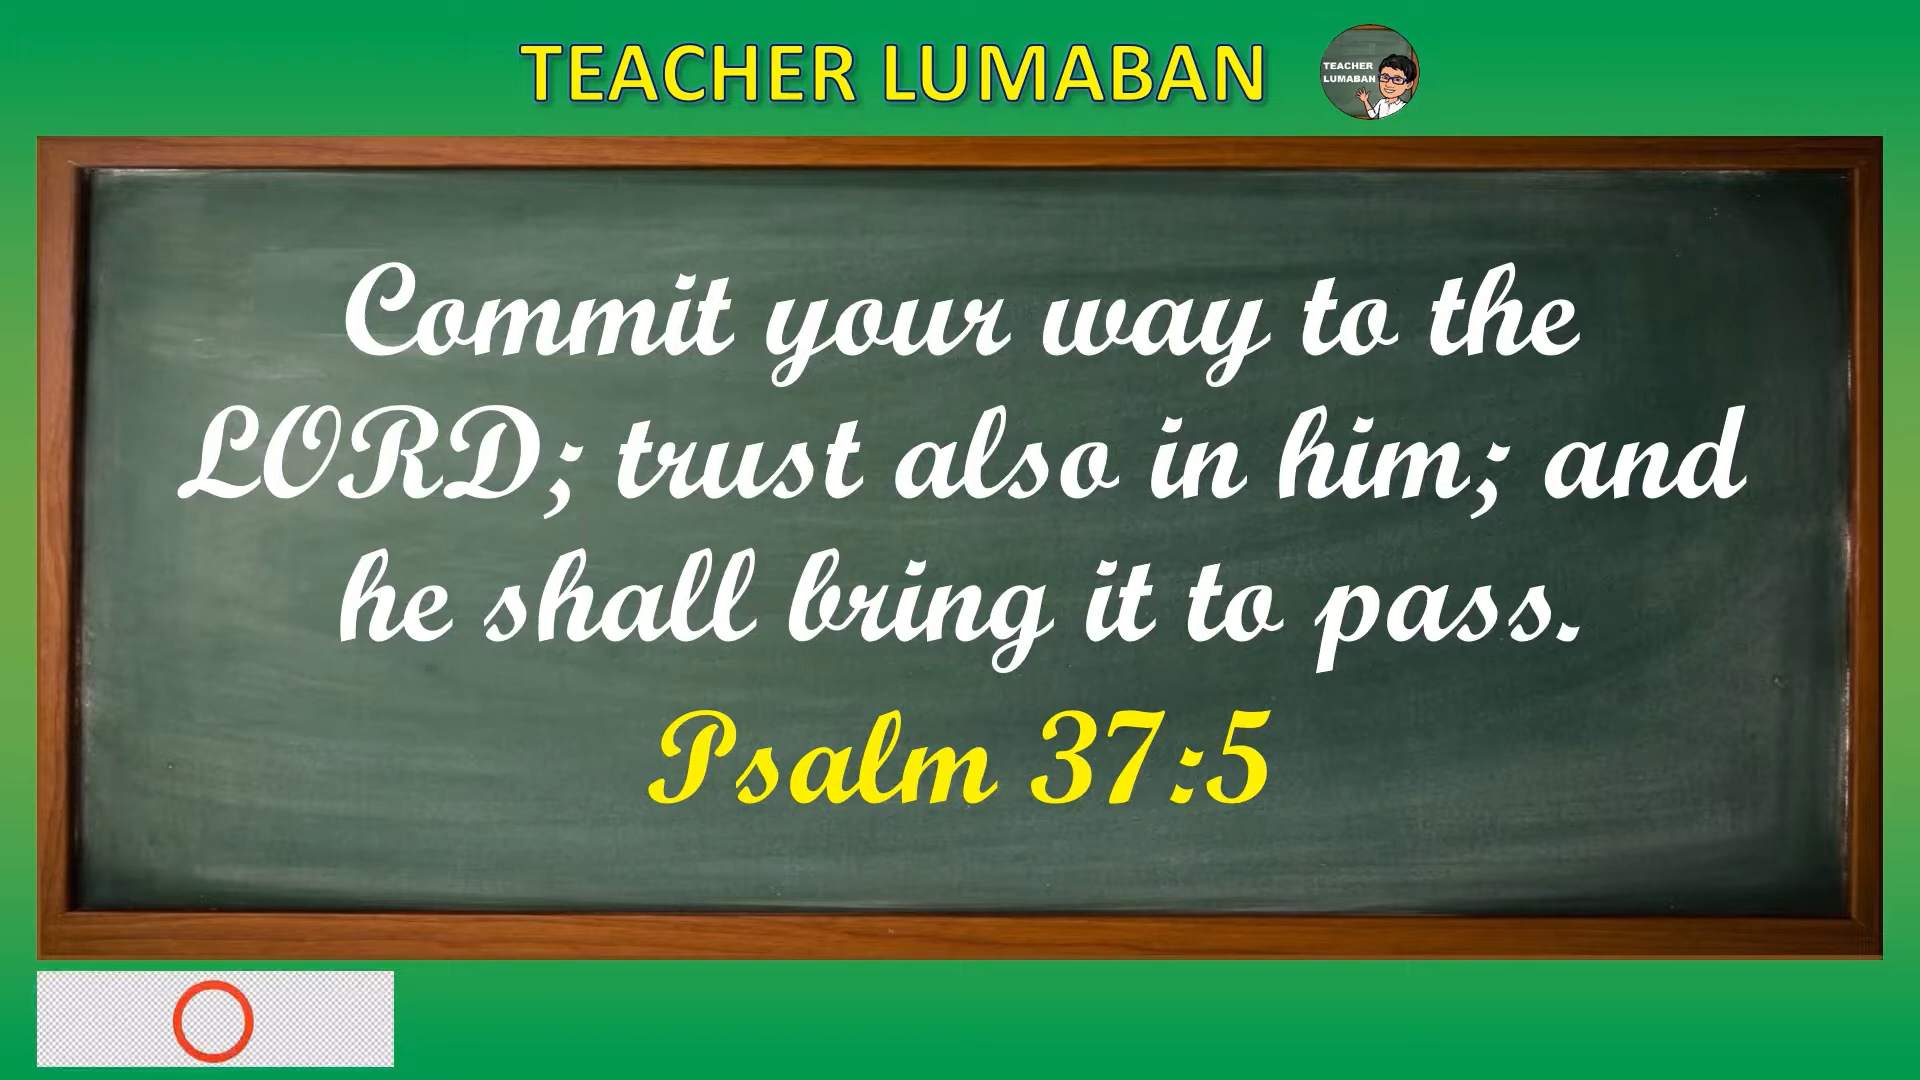 TEACHER LUMABAN
TEACHER
LUMABAN
Commit your way to the
LORD; trust also in him; and
he shall bring it to pass.
Psalm 37:5